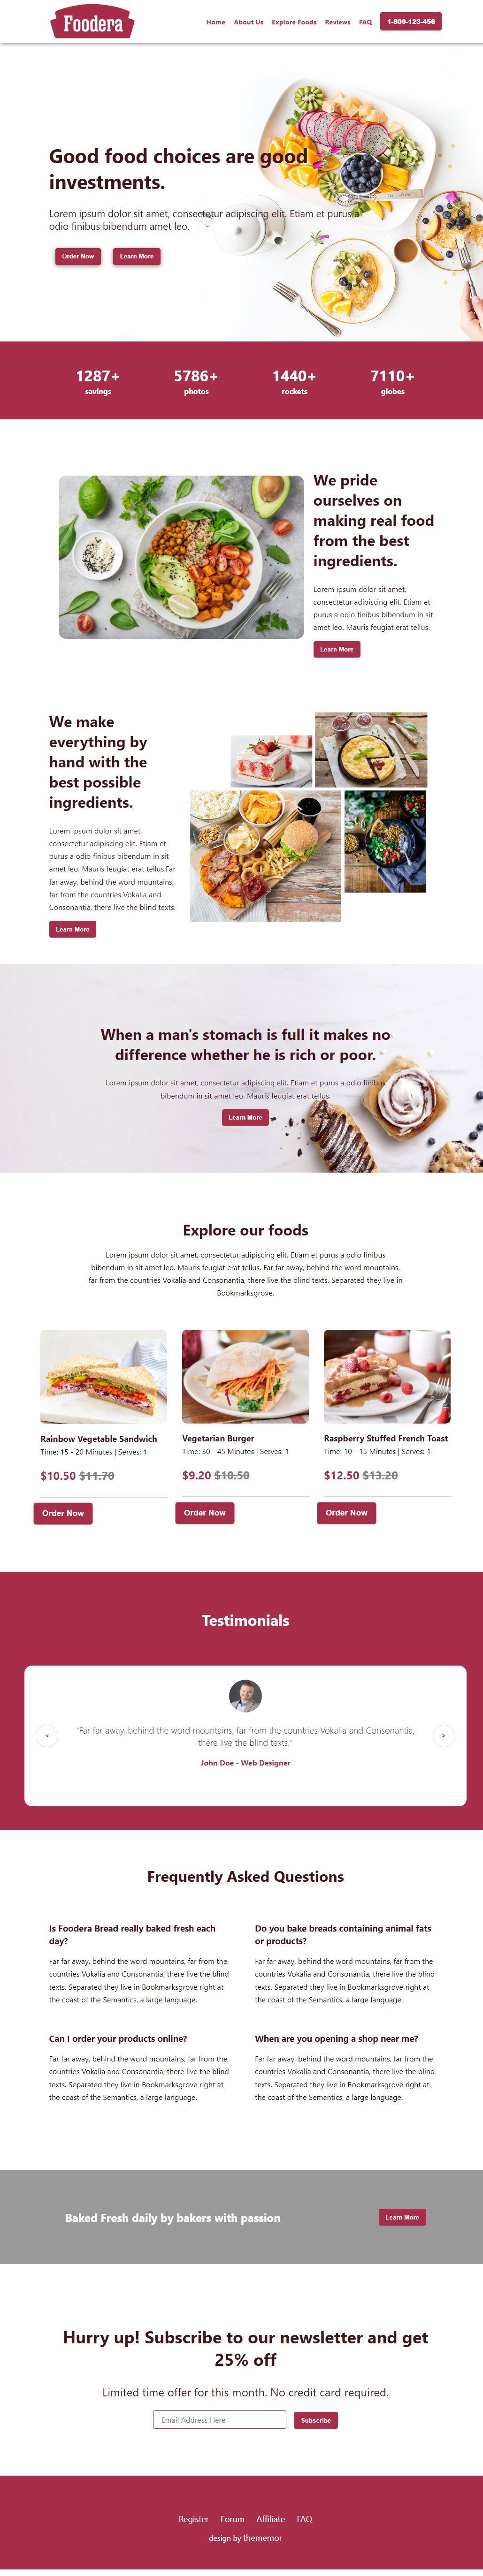 Foodera
Home About Us Explore Foods Reviews FAQ 1-800-123-456
Good food choices are good
investments.
Lorem ipsum dolor sit amet, consectetur adipiscing elit. Etiam et purus a
odio finibus bibendum amet leo.
Order Now Learn More
1287+ 5786+ 1440+ 7110+
savings photos rockets globes
We pride
ourselves on
making real food
from the best
ingredients.
Lorem ipsum dolor sit amet,
consectetur adipiscing elit. Etiam et
purus a odio finibus bibendum in sit
amet leo. Mauris feugiat erat tellus.
Learn More
We make
everything by
hand with the
best possible
ingredients.
Lorem ipsum dolor sit amet,
consectetur adipiscing elit. Etiam et
purus a odio finibus bibendum in sit
amet leo. Mauris feugiat erat tellus.Far
far away, behind the word mountains,
far from the countries Vokalia and
Consonantia, there live the blind texts.
Learn More
When a man's stomach is full it makes no
difference whether he is rich or poor.
Lorem ipsum dolor sit amet, consectetur adipiscing elit. Etiam et purus a odio finibus
bibendum in sit amet leo. Mauris feugiat erat tellus.
Learn More
Explore our foods
Lorem ipsum dolor sit amet, consectetur adipiscing elit. Etiam et purus a odio finibus
bibendum in sit amet leo. Mauris feugiat erat tellus. Far far away, behind the word mountains,
far from the countries Vokalia and Consonantia, there live the blind texts. Separated they live in
Bookmarksgrove.
Rainbow Vegetable Sandwich
Time: 15 - 20 Minutes | Serves: 1
$10.50 $11.70
Order Now
Vegetarian Burger
Time: 30 - 45 Minutes | Serves: 1
$9.20 $10.50
Order Now
Raspberry Stuffed French Toast
Time: 10 - 15 Minutes | Serves: 1
$12.50 $13.20
Order Now
Testimonials
<
"Far far away, behind the word mountains, far from the countries Vokalia and Consonantia,
there live the blind texts."
>
John Doe - Web Designer
Frequently Asked Questions
Is Foodera Bread really baked fresh each
day?
Far far away, behind the word mountains, far from the
countries Vokalia and Consonantia, there live the blind
texts. Separated they live in Bookmarksgrove right at
the coast of the Semantics, a large language.
Do you bake breads containing animal fats
or products?
Far far away, behind the word mountains, far from the
countries Vokalia and Consonantia, there live the blind
texts. Separated they live in Bookmarksgrove right at
the coast of the Semantics, a large language.
Can I order your products online?
Far far away, behind the word mountains, far from the
countries Vokalia and Consonantia, there live the blind
texts. Separated they live in Bookmarksgrove right at
the coast of the Semantics, a large language.
When are you opening a shop near me?
Far far away, behind the word mountains, far from the
countries Vokalia and Consonantia, there live the blind
texts. Separated they live in Bookmarksgrove right at
the coast of the Semantics, a large language.
Baked Fresh daily by bakers with passion
Learn More
Hurry up! Subscribe to our newsletter and get
25% off
Limited time offer for this month. No credit card required.
Email Address Here Subscribe
Register Forum Affiliate FAQ
design by thememor